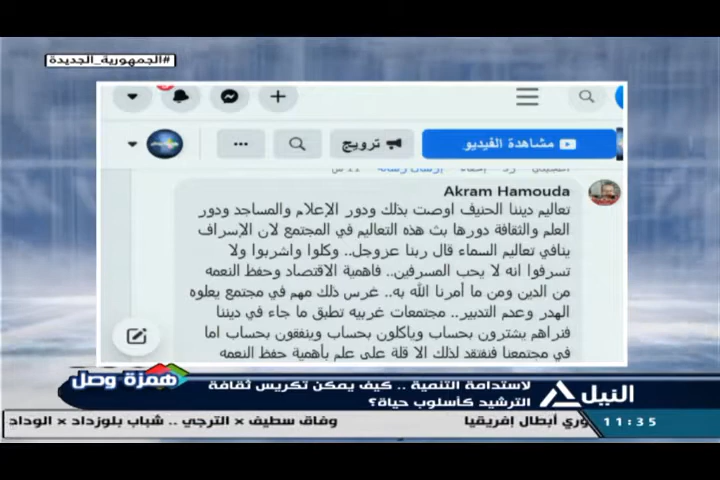 #الجمهورية_الجديدة
مشاهدة الفيديو
ترويج
Akram Hamouda
تعاليم ديننا الحنيف اوصت بذلك ودور الإعلام والمساجد ودور
العلم والثقافة دورها بث هذه التعاليم في المجتمع لان الإسراف
ينافي تعاليم السماء قال ربنا عزوجل.. وكلوا واشربوا ولا
تسرفوا انه لا يحب المسرفين.. فاهمية الاقتصاد وحفظ النعمه
من الدين ومن ما أمرنا الله به.. غرس ذلك مهم في مجتمع يعلوه
الهدر وعدم التدبير.. مجتمعات غربيه تطبق ما جاء في ديننا
فتراهم يشترون بحساب وياكلون بحساب وينفقون بحساب اما
في مجتمعنا فنفتقد لذلك الا قلة على علم بأهمية حفظ النعمه
همزة وصل
لاستدامة التنمية .. كيف يمكن تكريس ثقافة
الترشيد كأسلوب حياة؟
النيل
11:35
وري أبطال إفريقيا
وفاق سطيف × الترجي .. شباب بلوزداد × الوداد